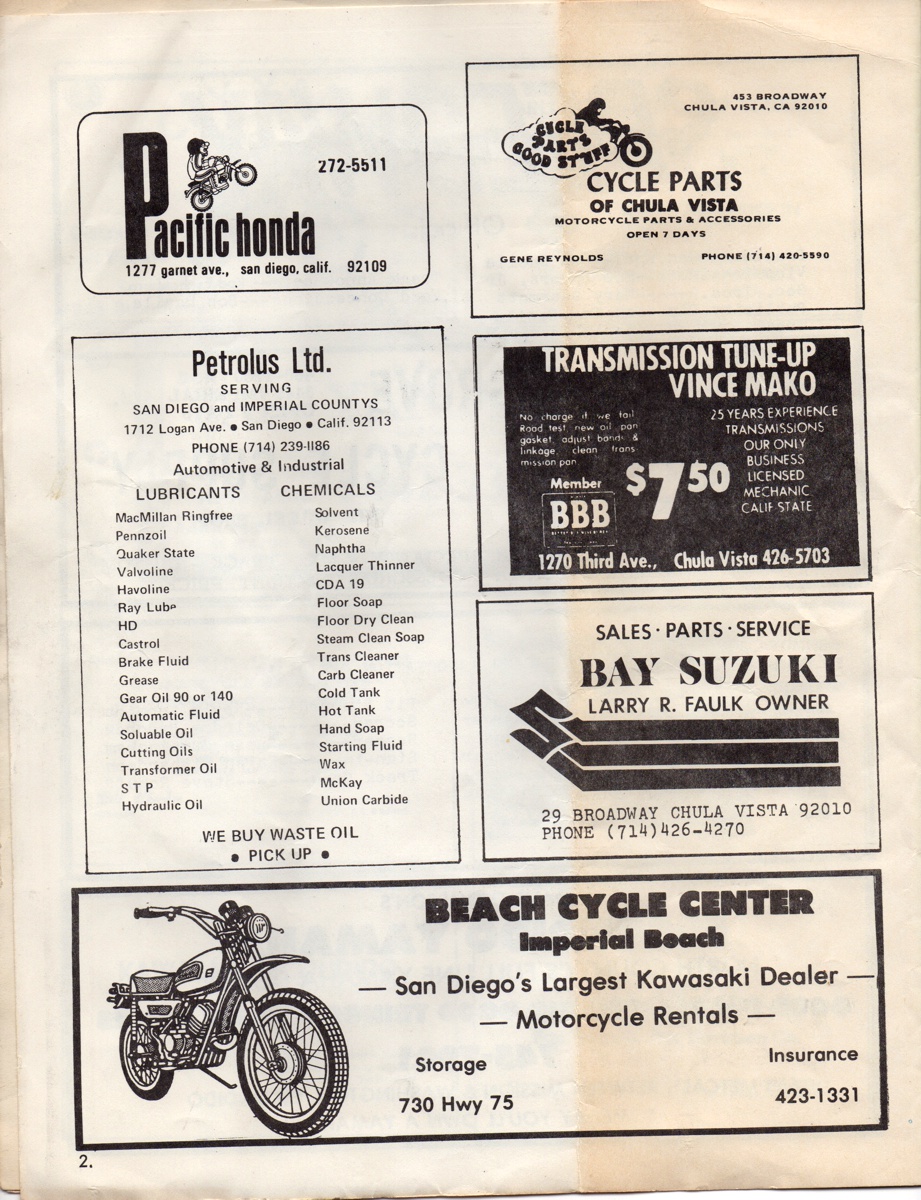 Pacific honda
272-5511
1277 garnet ave., san diego, calif. 92109
453 BROADWAY
CHULA VISTA, CA 92010
CYCLE
PARTS
GOOD STUFF
CYCLE PARTS
OF CHULA VISTA
MOTORCYCLE PARTS & ACCESSORIES
OPEN 7 DAYS
GENE REYNOLDS PHONE (714) 420-5590
Petrolus Ltd.
SERVING
SAN DIEGO and IMPERIAL COUNTYS
1712 Logan Ave. • San Diego • Calif. 92113
PHONE (714) 239-1186
Automotive & Industrial
LUBRICANTS
MacMillan Ringfree
Pennzoil
Quaker State
Valvoline
Havoline
Ray Lube
HD
Castrol
Brake Fluid
Grease
Gear Oil 90 or 140
Automatic Fluid
Soluable Oil
Cutting Oils
Transformer Oil
S T P
Hydraulic Oil
CHEMICALS
Solvent
Kerosene
Naphtha
Lacquer Thinner
CDA 19
Floor Soap
Floor Dry Clean
Steam Clean Soap
Trans Cleaner
Carb Cleaner
Cold Tank
Hot Tank
Hand Soap
Starting Fluid
Wax
McKay
Union Carbide
WE BUY WASTE OIL
• PICK UP •
TRANSMISSION TUNE-UP
VINCE MAKO
No charge if we fail
Road test, new oil pan
gasket, adjust bands &
linkage, clean trans
mission pan
Member
BBB
$7.50
25 YEARS EXPERIENCE
TRANSMISSIONS
OUR ONLY
BUSINESS
LICENSED
MECHANIC
CALIF STATE
1270 Third Ave., Chula Vista 426-5703
SALES · PARTS · SERVICE
BAY SUZUKI
LARRY R. FAULK OWNER
29 BROADWAY CHULA VISTA 92010
PHONE (714)426-4270
BEACH CYCLE CENTER
Imperial Beach
— San Diego's Largest Kawasaki Dealer —
— Motorcycle Rentals —
Storage Insurance
730 Hwy 75 423-1331
2.